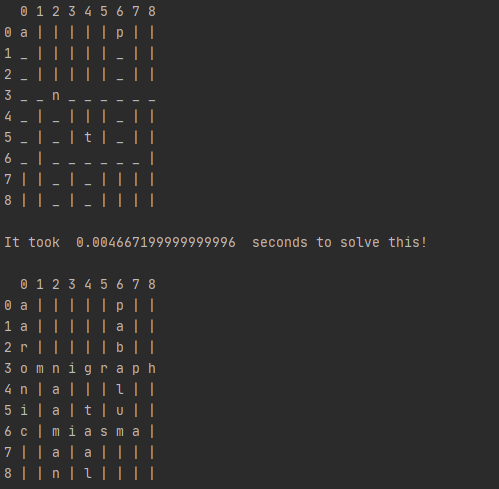 0 1 2 3 4 5 6 7 8
0 a | | | | | p | |
1 _ | | | | | _ | |
2 _ | | | | | _ | |
3 _ _ n _ _ _ _ _ _
4 _ | _ | | | _ | |
5 _ | _ | t | _ | |
6 _ | _ _ _ _ _ _ |
7 | | _ | _ | | | |
8 | | _ | _ | | | |
It took  0.004667199999999996  seconds to solve this!
0 1 2 3 4 5 6 7 8
0 a | | | | | p | |
1 a | | | | | a | |
2 r | | | | | b | |
3 o m n i g r a p h
4 n | a | | | l | |
5 i | a | t | u | |
6 c | m i a s m a |
7 | | a | a | | | |
8 | | n | l | | | |